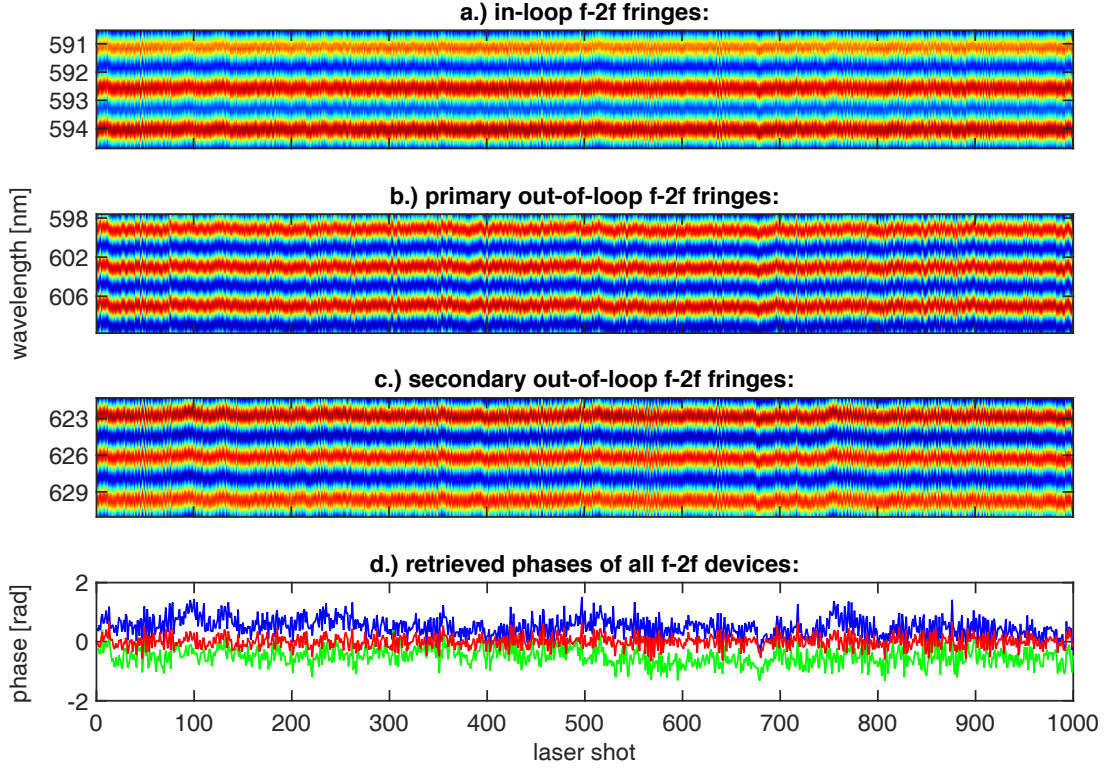 a.) in-loop f-2f fringes:
591
592
593
594
b.) primary out-of-loop f-2f fringes:
wavelength [nm]
598
602
606
c.) secondary out-of-loop f-2f fringes:
623
626
629
d.) retrieved phases of all f-2f devices:
phase [rad]
2
0
-2
0 100 200 300 400 500 600 700 800 900 1000
laser shot